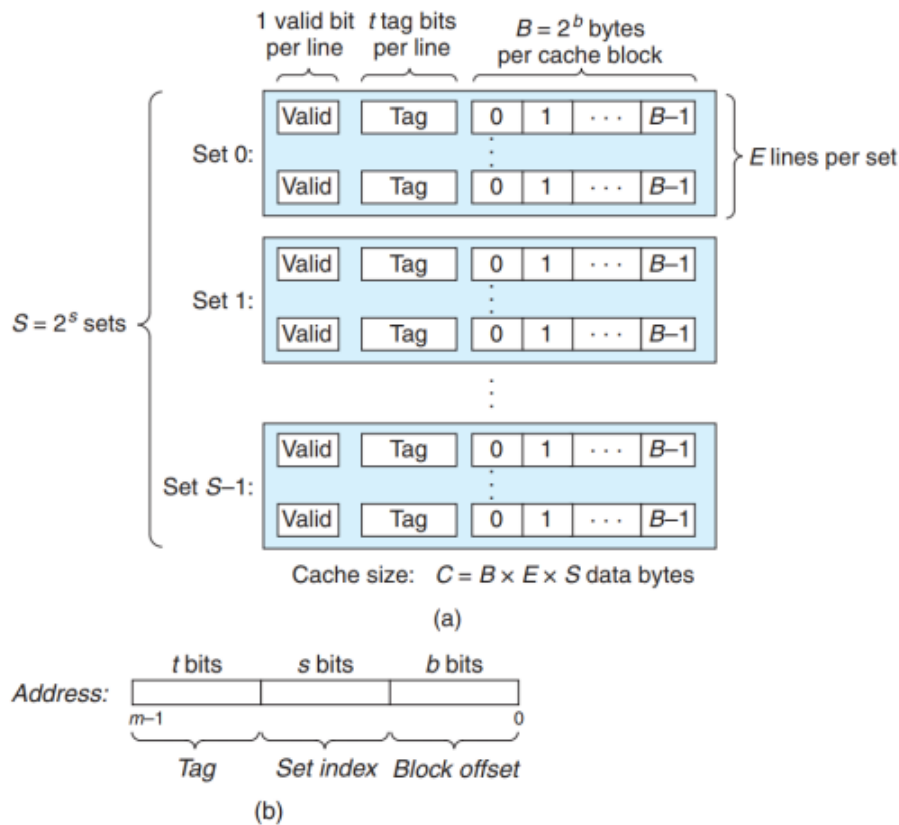 1 valid bit per line
t tag bits per line
B = 2^b bytes per cache block
Set 0:
Valid Tag 0 1 · · · B–1
Valid Tag 0 1 · · · B–1
E lines per set
Set 1:
Valid Tag 0 1 · · · B–1
Valid Tag 0 1 · · · B–1
S = 2^s sets
Set S–1:
Valid Tag 0 1 · · · B–1
Valid Tag 0 1 · · · B–1
Cache size: C = B × E × S data bytes
(a)
t bits s bits b bits
Address:
m–1 0
Tag Set index Block offset
(b)